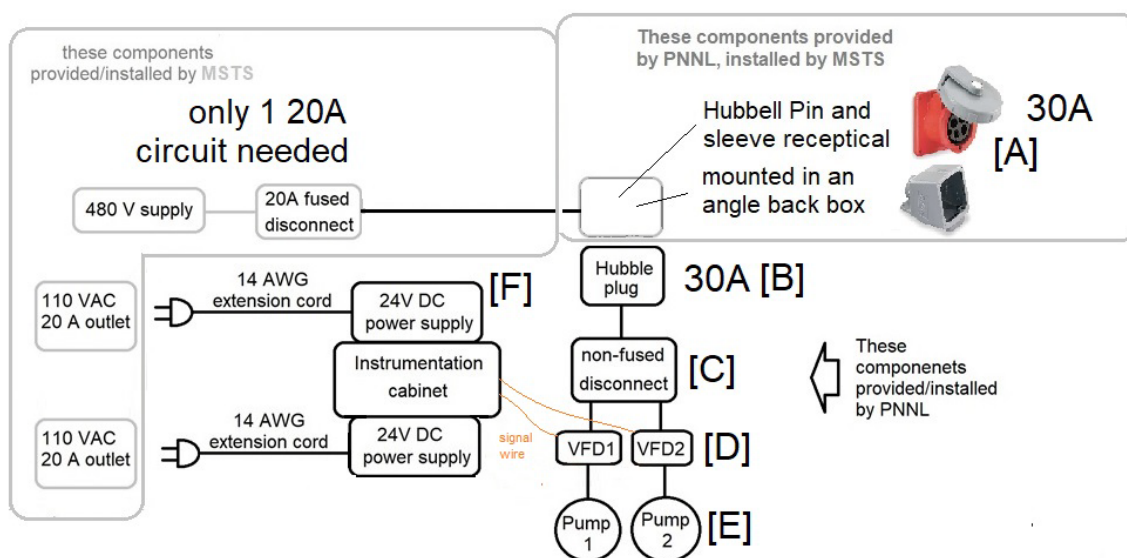 these components
provided/installed by MSTS
only 1 20A
circuit needed
These components provided
by PNNL, installed by MSTS
Hubbell Pin and
sleeve receptical
30A
[A]
mounted in an
angle back box
480 V supply
20A fused
disconnect
Hubble
plug
30A [B]
110 VAC
20 A outlet
14 AWG
extension cord
24V DC
power supply
[F]
Instrumentation
cabinet
non-fused
disconnect
[C]
These
componenets
provided/installed
by PNNL
110 VAC
20 A outlet
14 AWG
extension cord
24V DC
power supply
signal
wire
VFD1
VFD2
[D]
Pump
1
Pump
2
[E]